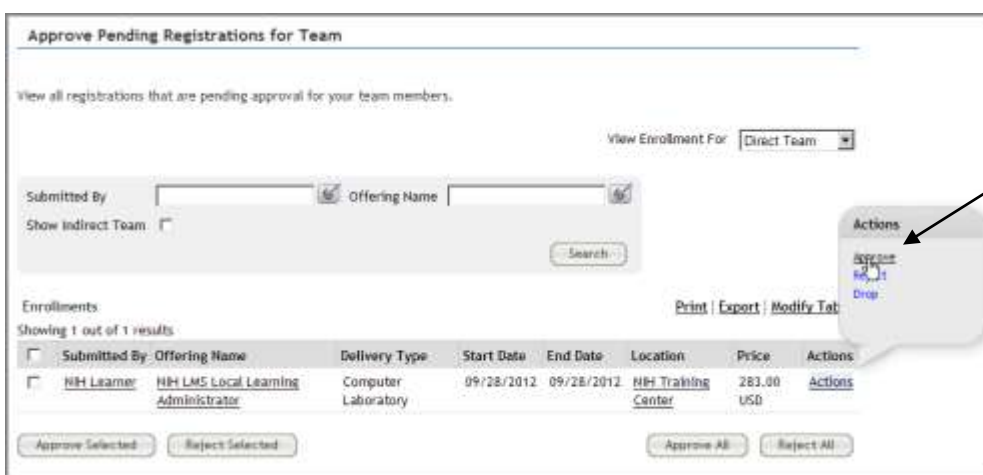 Approve Pending Registrations for Team
View all registrations that are pending approval for your team members.
View Enrollment For Direct Team
Submitted By Offering Name
Show Indirect Team
Search
Actions
Approve
Reject
Drop
Enrollments
Print | Export | Modify Tab
Showing 1 out of 1 results
Submitted By Offering Name Delivery Type Start Date End Date Location Price Actions
NIH Learner NIH LMS Local Learning Computer 09/28/2012 09/28/2012 NIH Training 283.00 Actions
Administrator Laboratory Center USD
Approve Selected Reject Selected Approve All Reject All